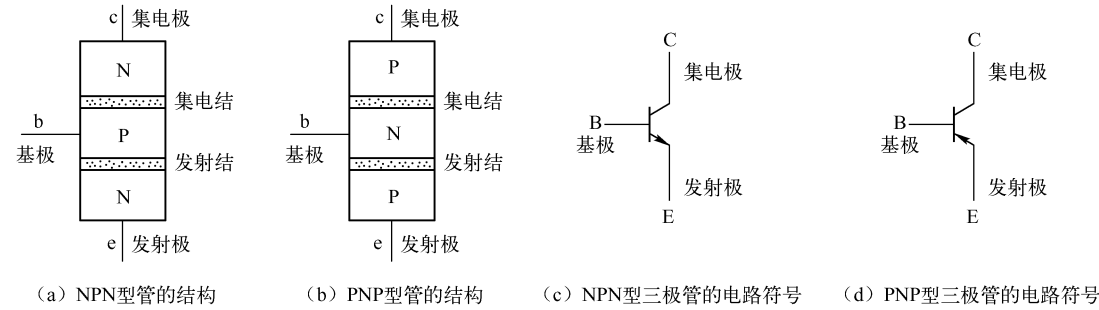 c 集电极
N
集电结
b
基极
P
发射结
N
e 发射极
(a)NPN型管的结构
c 集电极
P
集电结
b
基极
N
发射结
P
e 发射极
(b)PNP型管的结构
C
集电极
B
基极
发射极
E
(c)NPN型三极管的电路符号
C
集电极
B
基极
发射极
E
(d)PNP型三极管的电路符号